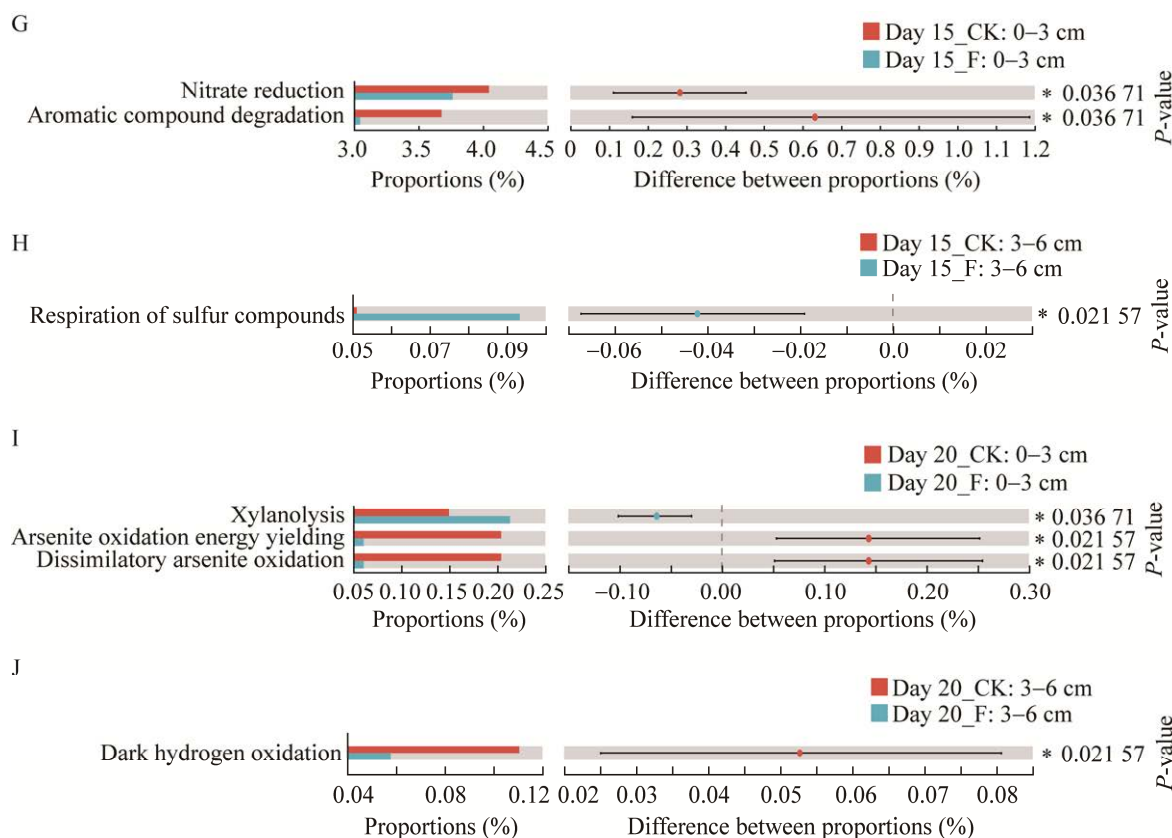 G
Day 15_CK: 0–3 cm
Day 15_F: 0–3 cm
Nitrate reduction
* 0.036 71
Aromatic compound degradation
* 0.036 71
P-value
3.0 3.5 4.0 4.5
0 0.1 0.2 0.3 0.4 0.5 0.6 0.7 0.8 0.9 1.0 1.1 1.2
Proportions (%)
Difference between proportions (%)
H
Day 15_CK: 3–6 cm
Day 15_F: 3–6 cm
Respiration of sulfur compounds
* 0.021 57
P-value
0.05 0.07 0.09
−0.06 −0.04 −0.02 0.0 0.02
Proportions (%)
Difference between proportions (%)
I
Day 20_CK: 0–3 cm
Day 20_F: 0–3 cm
Xylanolysis
* 0.036 71
Arsenite oxidation energy yielding
* 0.021 57
Dissimilatory arsenite oxidation
* 0.021 57
P-value
0.05 0.10 0.15 0.20 0.25
−0.10 0.00 0.10 0.20 0.30
Proportions (%)
Difference between proportions (%)
J
Day 20_CK: 3–6 cm
Day 20_F: 3–6 cm
Dark hydrogen oxidation
* 0.021 57
P-value
0.04 0.08 0.12
0.02 0.03 0.04 0.05 0.06 0.07 0.08
Proportions (%)
Difference between proportions (%)